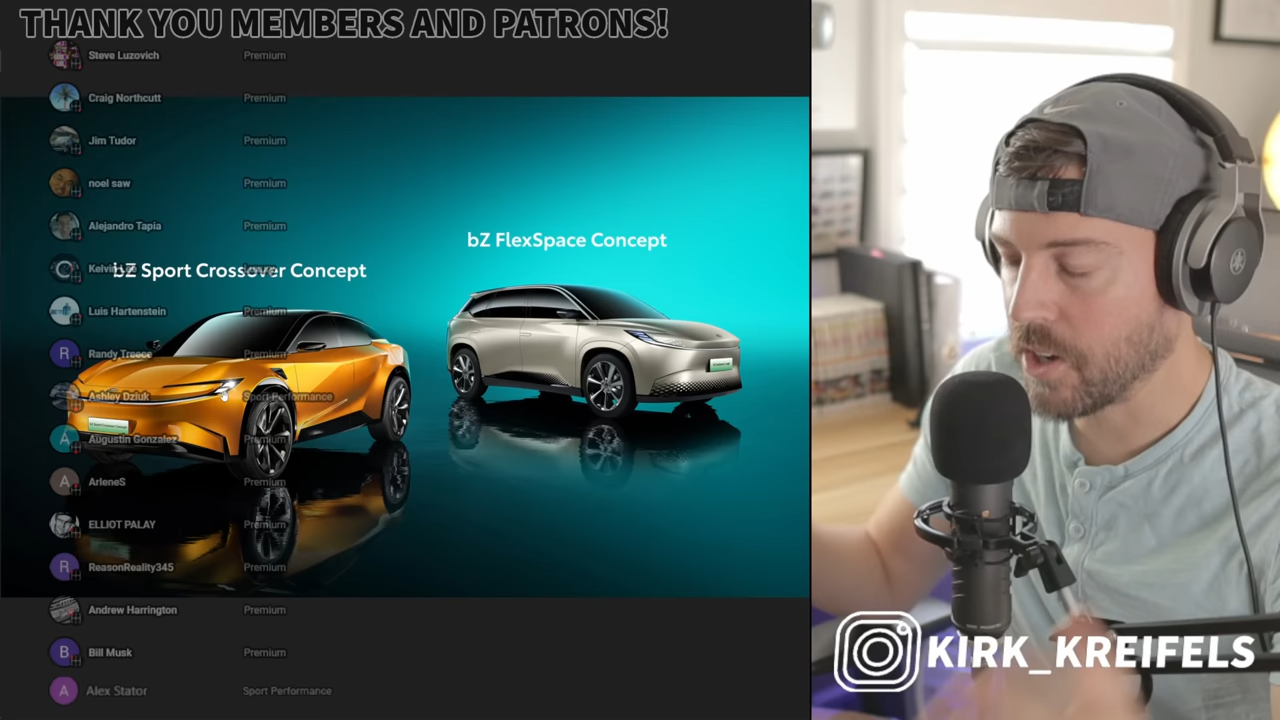 THANK YOU MEMBERS AND PATRONS!
Steve Luzovich Premium
Craig Northcutt Premium
Jim Tudor Premium
noel saw Premium
Alejandro Tapia Premium
bZ FlexSpace Concept
Kelvin Lee
bZ Sport Crossover Concept
Luis Hartenstein Premium
R Randy Treece Premium
Ashley Dziuk Sport Performance
A Augustin Gonzalez Premium
A ArleneS Premium
ELLIOT PALAY Premium
R ReasonReality345 Premium
Andrew Harrington Premium
B Bill Musk Premium
A Alex Stator Sport Performance
KIRK_KREIFELS